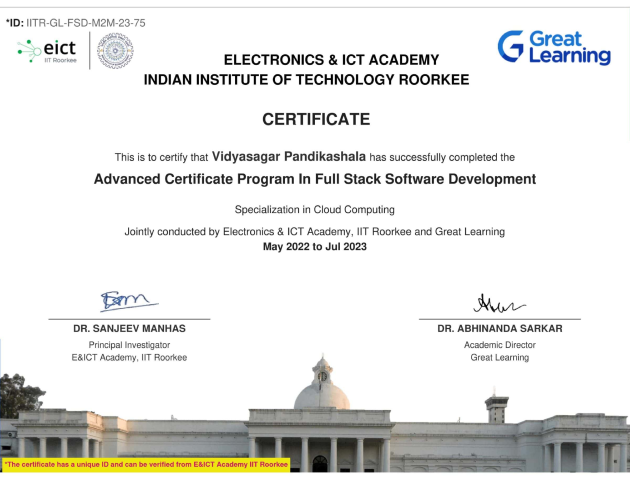 *ID: IITR-GL-FSD-M2M-23-75
eict
IIT Roorkee
Great
Learning
ELECTRONICS & ICT ACADEMY
INDIAN INSTITUTE OF TECHNOLOGY ROORKEE
CERTIFICATE
This is to certify that Vidyasagar Pandikashala has successfully completed the
Advanced Certificate Program In Full Stack Software Development
Specialization in Cloud Computing
Jointly conducted by Electronics & ICT Academy, IIT Roorkee and Great Learning
May 2022 to Jul 2023
DR. SANJEEV MANHAS
Principal Investigator
E&ICT Academy, IIT Roorkee
DR. ABHINANDA SARKAR
Academic Director
Great Learning
*The certificate has a unique ID and can be verified from E&ICT Academy IIT Roorkee